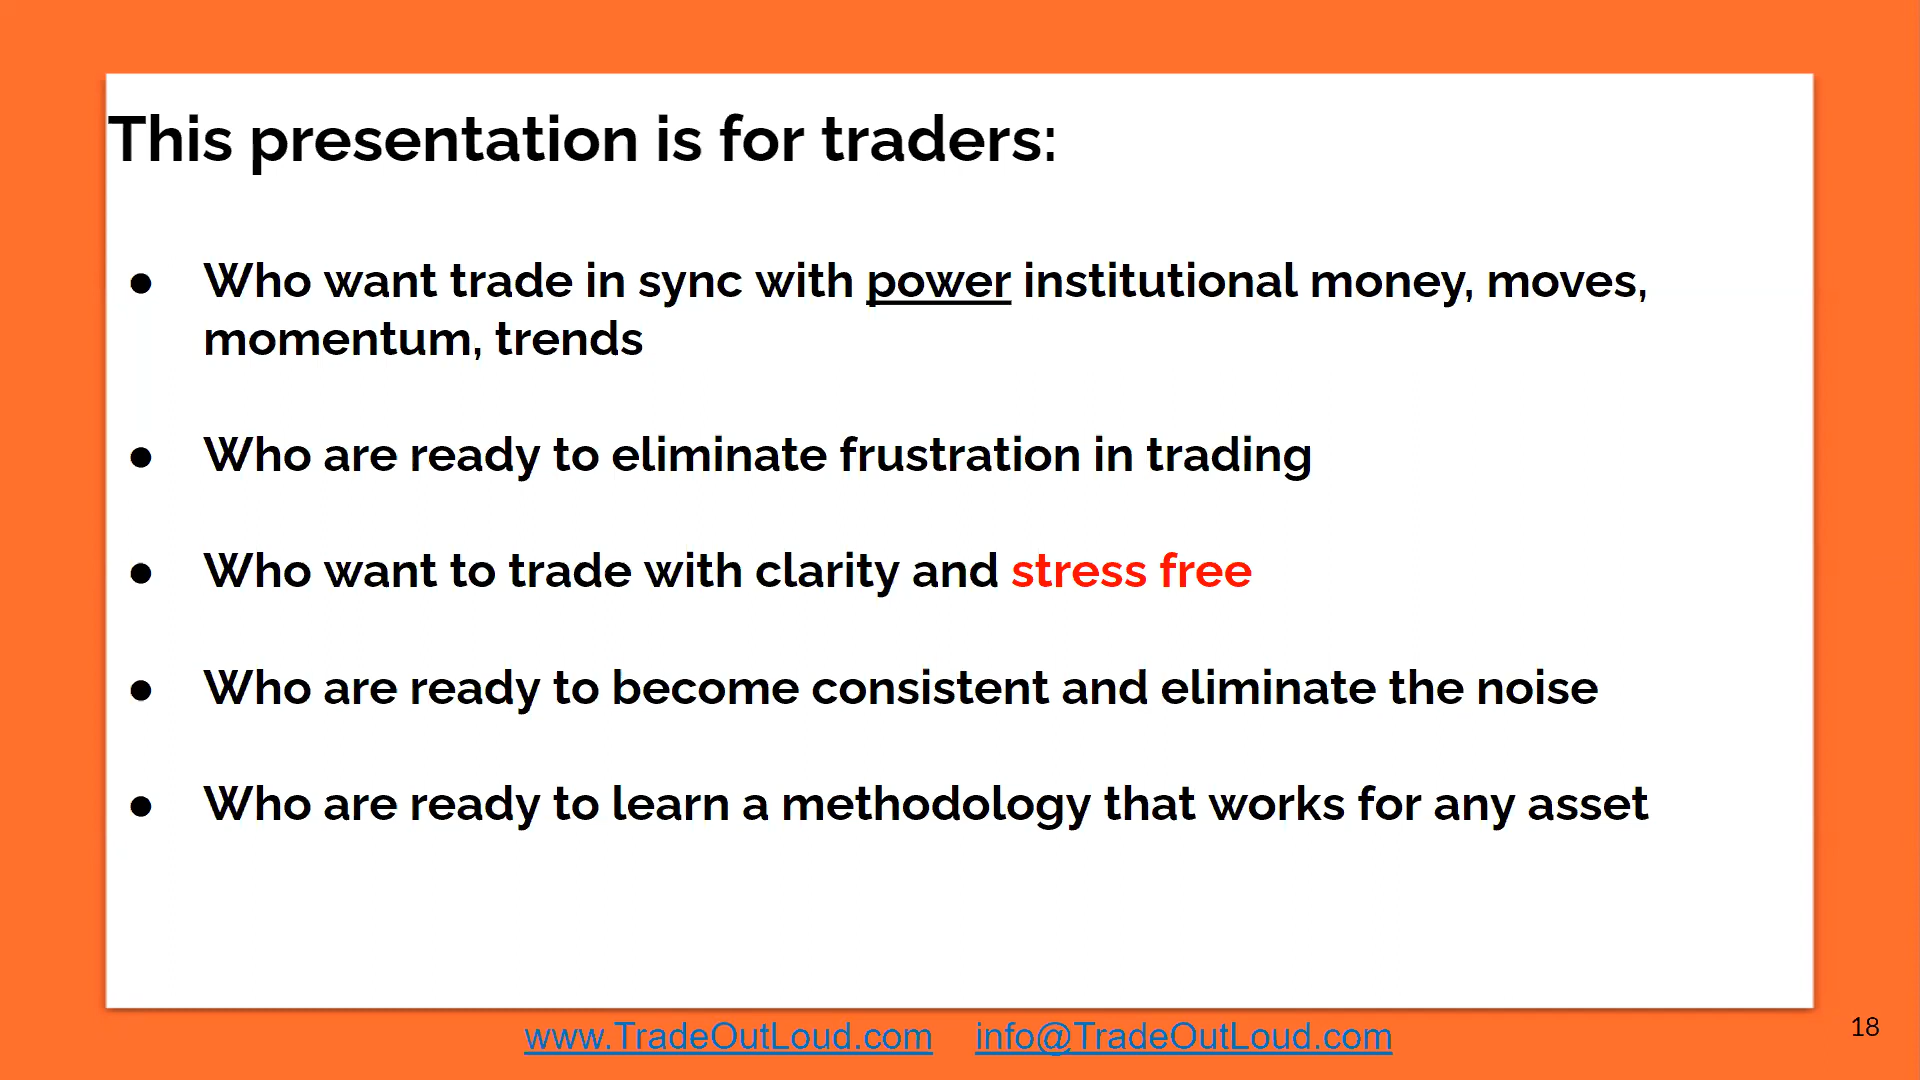 This presentation is for traders:
● Who want trade in sync with power institutional money, moves,
momentum, trends
● Who are ready to eliminate frustration in trading
● Who want to trade with clarity and stress free
● Who are ready to become consistent and eliminate the noise
● Who are ready to learn a methodology that works for any asset
www.TradeOutLoud.com info@TradeOutLoud.com
18